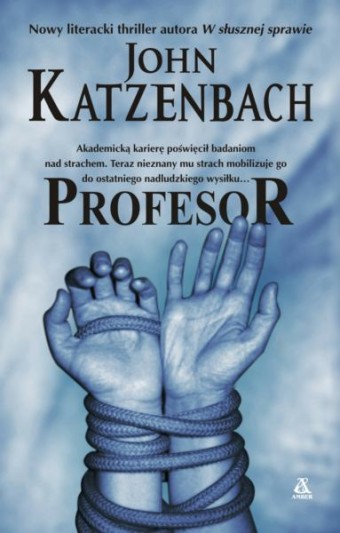 Nowy literacki thriller autora W słusznej sprawie
JOHN
KATZENBACH
Akademicką karierę poświęcił badaniom
nad strachem. Teraz nieznany mu strach mobilizuje go
do ostatniego nadludzkiego wysiłku...
PROFESOR
AMBER